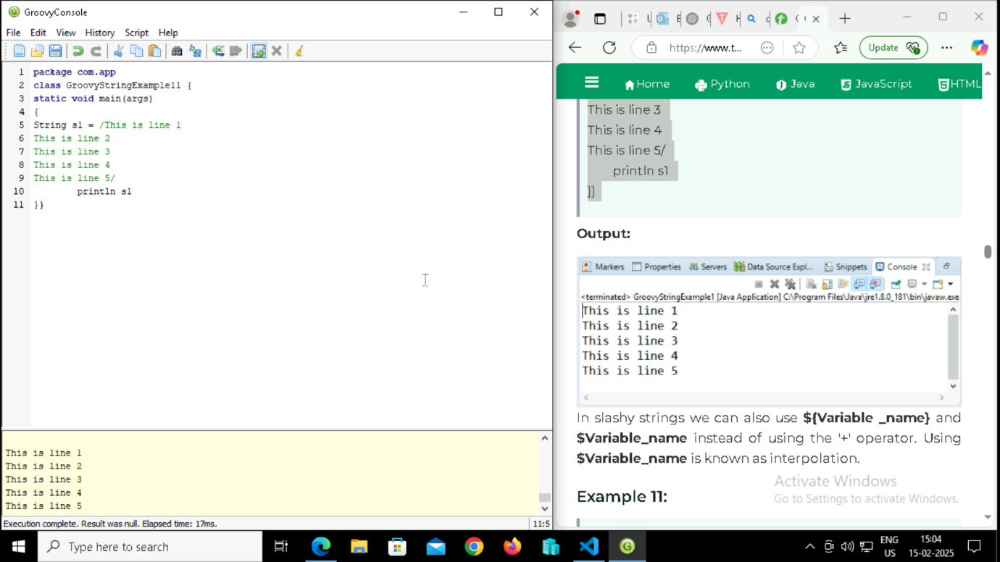 GroovyConsole
File Edit View History Script Help
1 package com.app
2 class GroovyStringExample11 {
3 static void main(args)
4 {
5 String s1 = /This is line 1
6 This is line 2
7 This is line 3
8 This is line 4
9 This is line 5/
10 println s1
11 }}
This is line 1
This is line 2
This is line 3
This is line 4
This is line 5
Execution complete. Result was null. Elapsed time: 17ms.
11:5
https://www.t...
Update
Home Python Java JavaScript HTML
This is line 3
This is line 4
This is line 5/
println s1
}}
Output:
Markers Properties Servers Data Source Expl... Snippets Console
<terminated> GroovyStringExample1 [Java Application] C:\Program Files\Java\jre1.8.0_181\bin\javaw.exe
This is line 1
This is line 2
This is line 3
This is line 4
This is line 5
In slashy strings we can also use ${Variable _name} and
$Variable_name instead of using the '+' operator. Using
$Variable_name is known as interpolation.
Activate Windows
Go to Settings to activate Windows.
Example 11:
Type here to search
ENG
US
15:04
15-02-2025